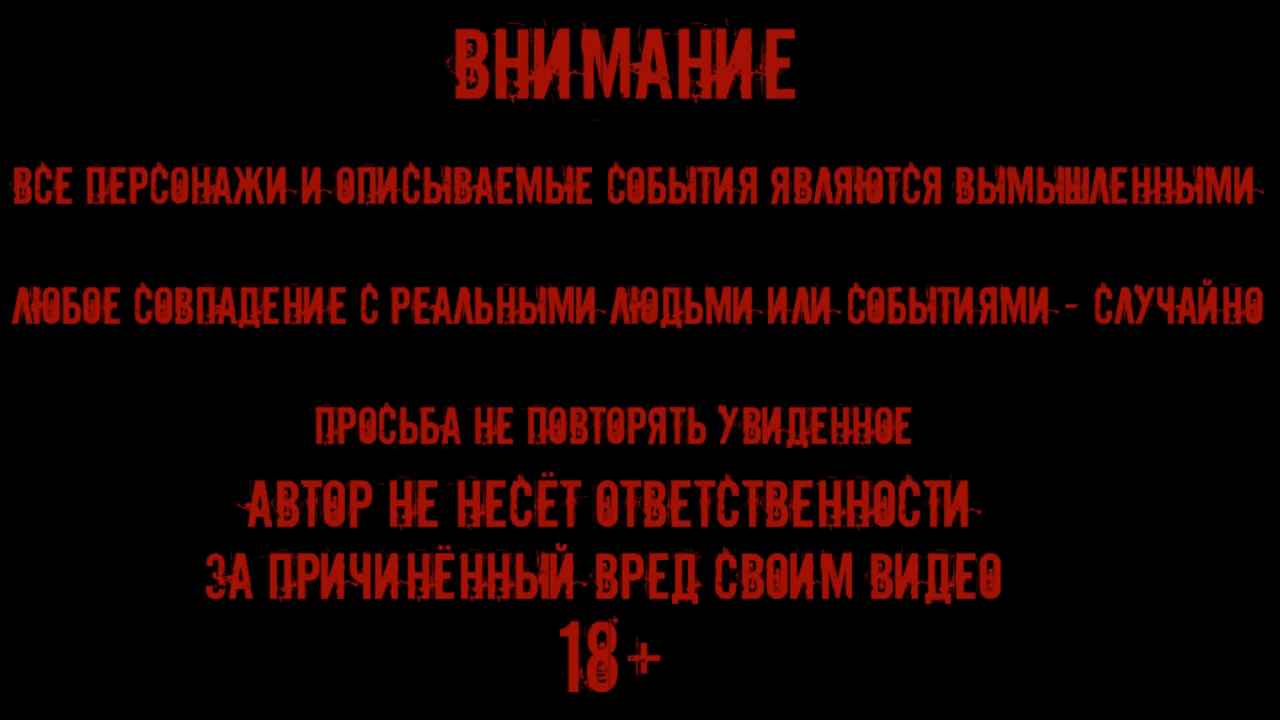 ВНИМАНИЕ
ВСЕ ПЕРСОНАЖИ И ОПИСЫВАЕМЫЕ СОБЫТИЯ ЯВЛЯЮТСЯ ВЫМЫШЛЕННЫМИ
ЛЮБОЕ СОВПАДЕНИЕ С РЕАЛЬНЫМИ ЛЮДЬМИ ИЛИ СОБЫТИЯМИ - СЛУЧАЙНО
ПРОСЬБА НЕ ПОВТОРЯТЬ УВИДЕННОЕ
АВТОР НЕ НЕСЁТ ОТВЕТСТВЕННОСТИ
ЗА ПРИЧИНЁННЫЙ ВРЕД СВОИМ ВИДЕО
18+